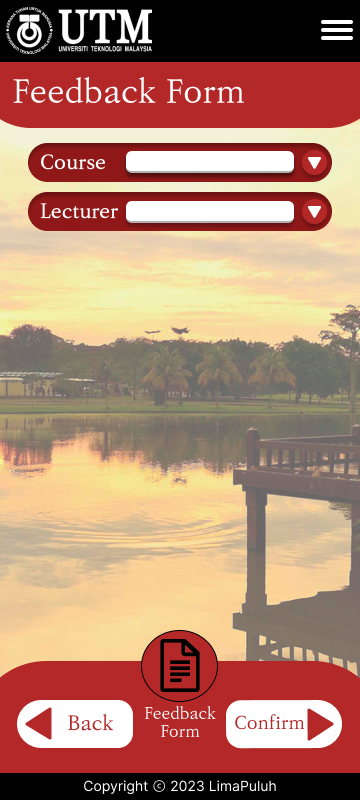 UTM
UNIVERSITI TEKNOLOGI MALAYSIA
Feedback Form
Course
Lecturer
Feedback
Form
Back
Confirm
Copyright © 2023 LimaPuluh